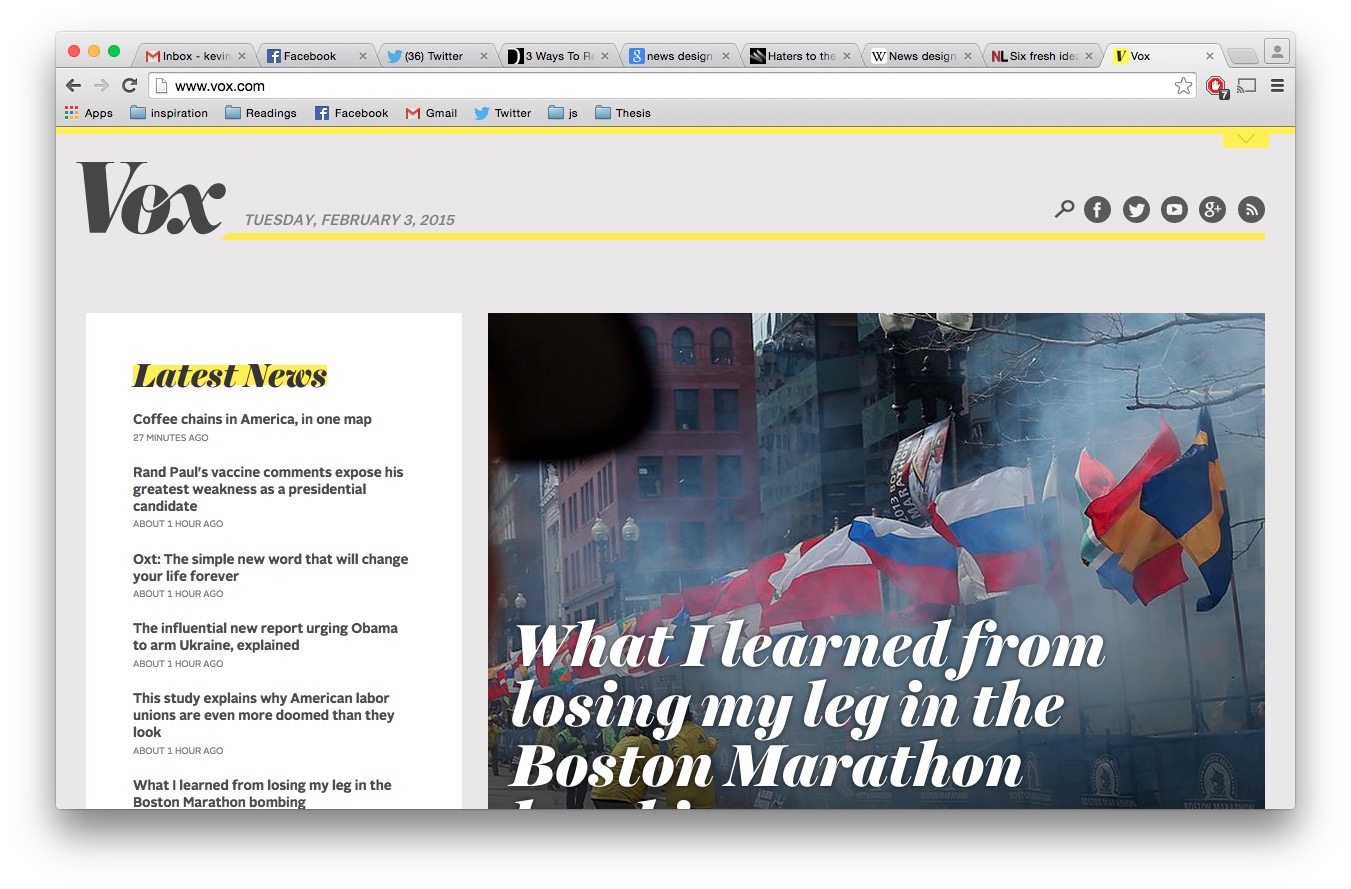 Inbox - kevin
Facebook
(36) Twitter
3 Ways To Re
news design
Haters to the
News design
Six fresh idea
Vox
www.vox.com
7
Apps
inspiration
Readings
Facebook
Gmail
Twitter
js
Thesis
Vox
TUESDAY, FEBRUARY 3, 2015
Latest News
Coffee chains in America, in one map
27 MINUTES AGO
Rand Paul's vaccine comments expose his
greatest weakness as a presidential
candidate
ABOUT 1 HOUR AGO
Oxt: The simple new word that will change
your life forever
ABOUT 1 HOUR AGO
The influential new report urging Obama
to arm Ukraine, explained
ABOUT 1 HOUR AGO
This study explains why American labor
unions are even more doomed than they
look
ABOUT 1 HOUR AGO
What I learned from losing my leg in the
Boston Marathon bombing
2013 BOS
MARATHON
What I learned from
losing my leg in the
Boston Marathon
BOSTON MARATHON